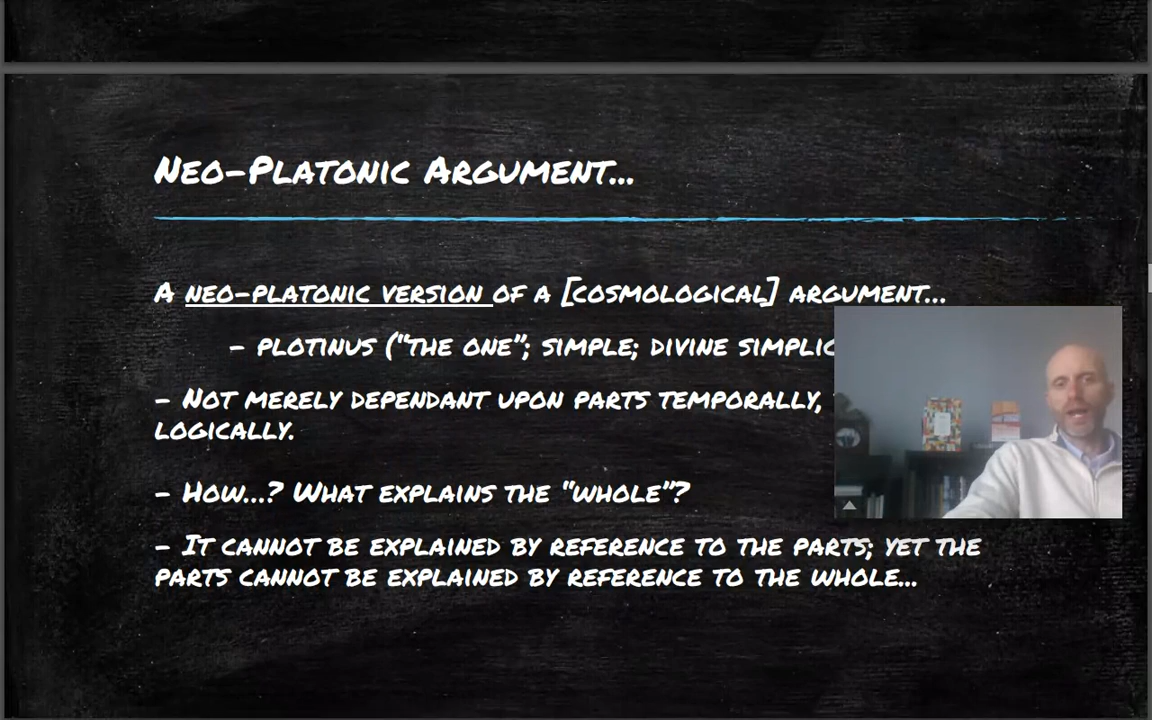 Neo-Platonic Argument...
A neo-platonic version of a [cosmological] argument...
- Plotinus ("the One"; simple; divine
- Not merely dependant upon parts temporally,
logically.
- How...? What explains the "whole"?
- It cannot be explained by reference to the parts; yet the
parts cannot be explained by reference to the whole...